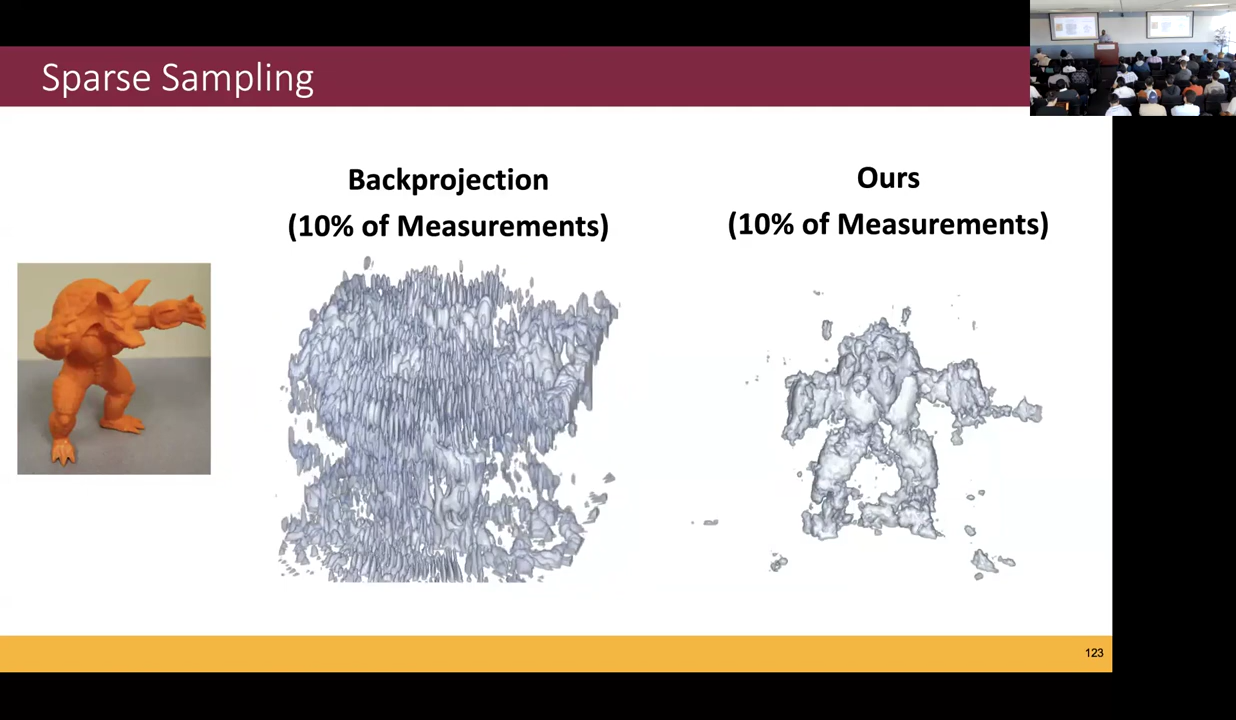 Sparse Sampling
Backprojection
(10% of Measurements)
Ours
(10% of Measurements)
123